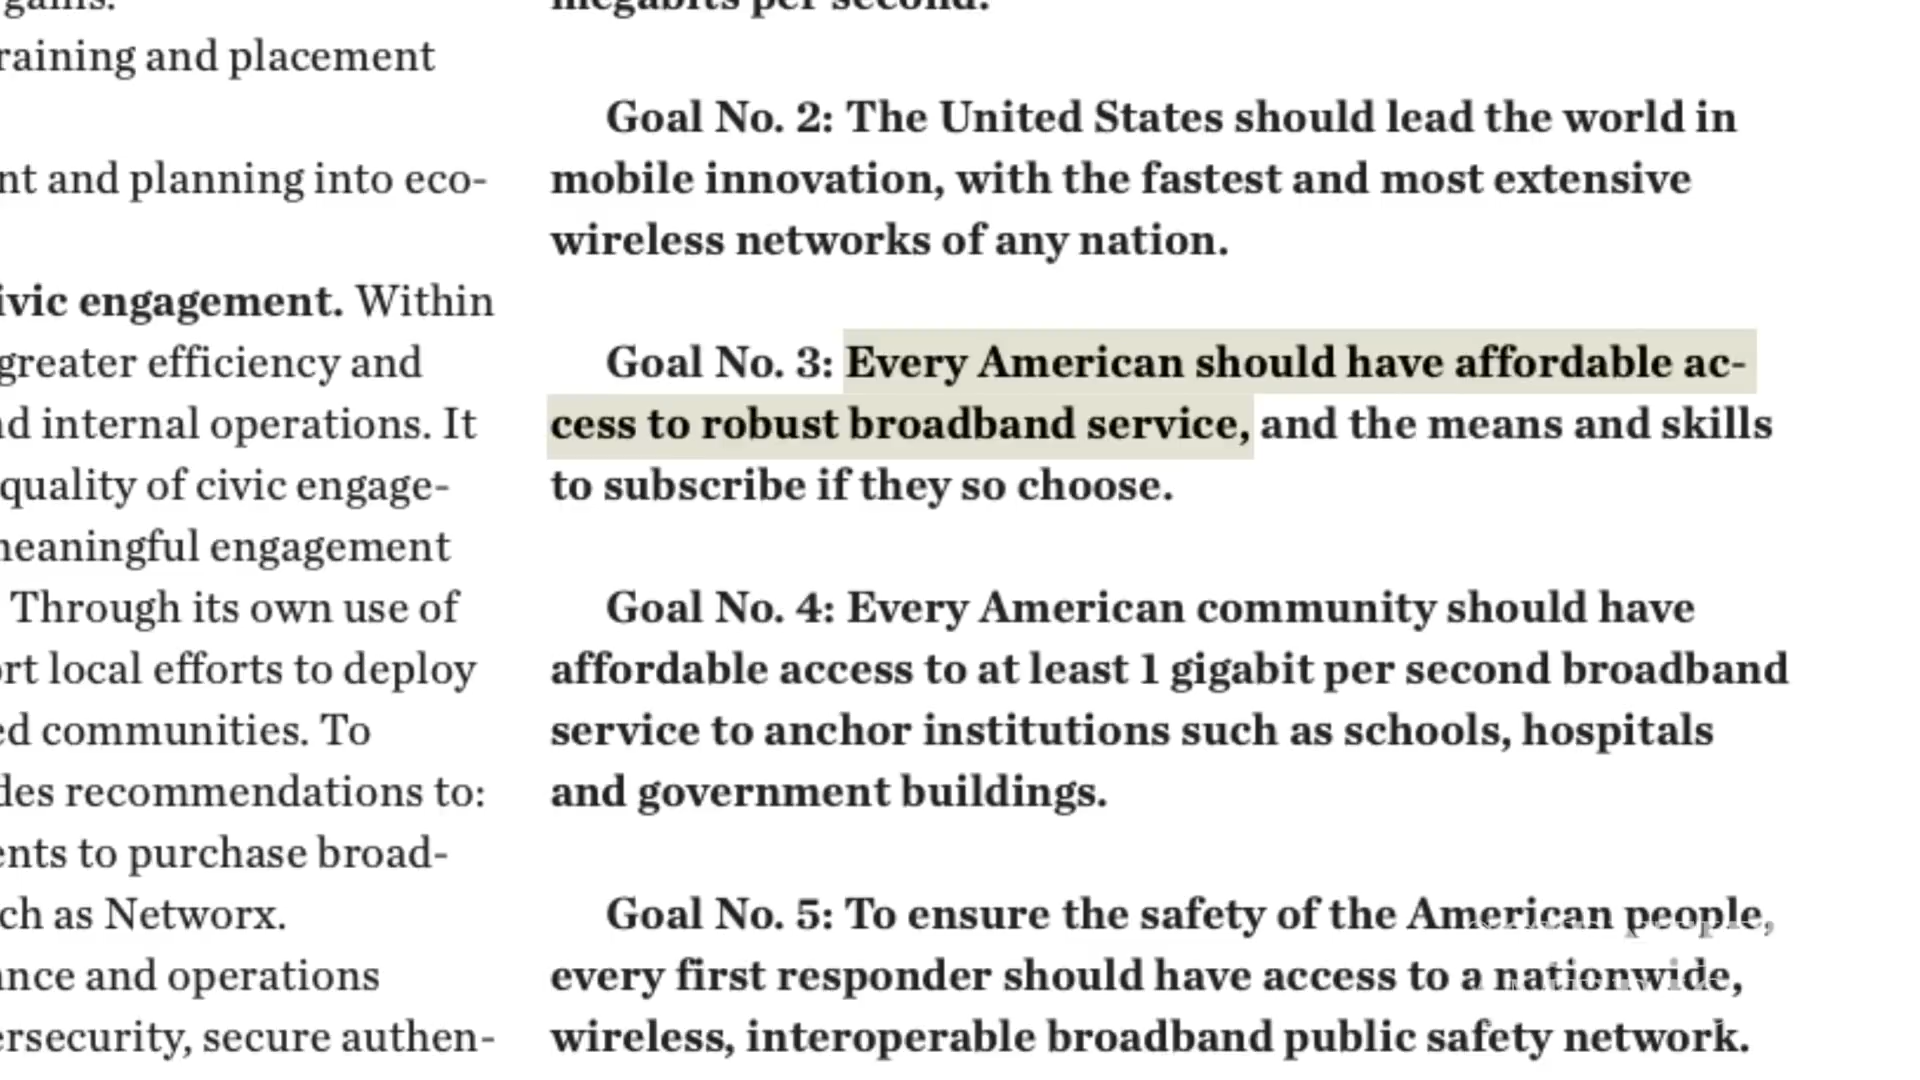 raining and placement
nt and planning into eco-
ivic engagement. Within
greater efficiency and
nd internal operations. It
quality of civic engage-
meaningful engagement
Through its own use of
ort local efforts to deploy
ed communities. To
des recommendations to:
ents to purchase broad-
ch as Networx.
ance and operations
ersecurity, secure authen-
megabits per second.
Goal No. 2: The United States should lead the world in
mobile innovation, with the fastest and most extensive
wireless networks of any nation.
Goal No. 3: Every American should have affordable ac-
cess to robust broadband service, and the means and skills
to subscribe if they so choose.
Goal No. 4: Every American community should have
affordable access to at least 1 gigabit per second broadband
service to anchor institutions such as schools, hospitals
and government buildings.
Goal No. 5: To ensure the safety of the American people,
every first responder should have access to a nationwide,
wireless, interoperable broadband public safety network.